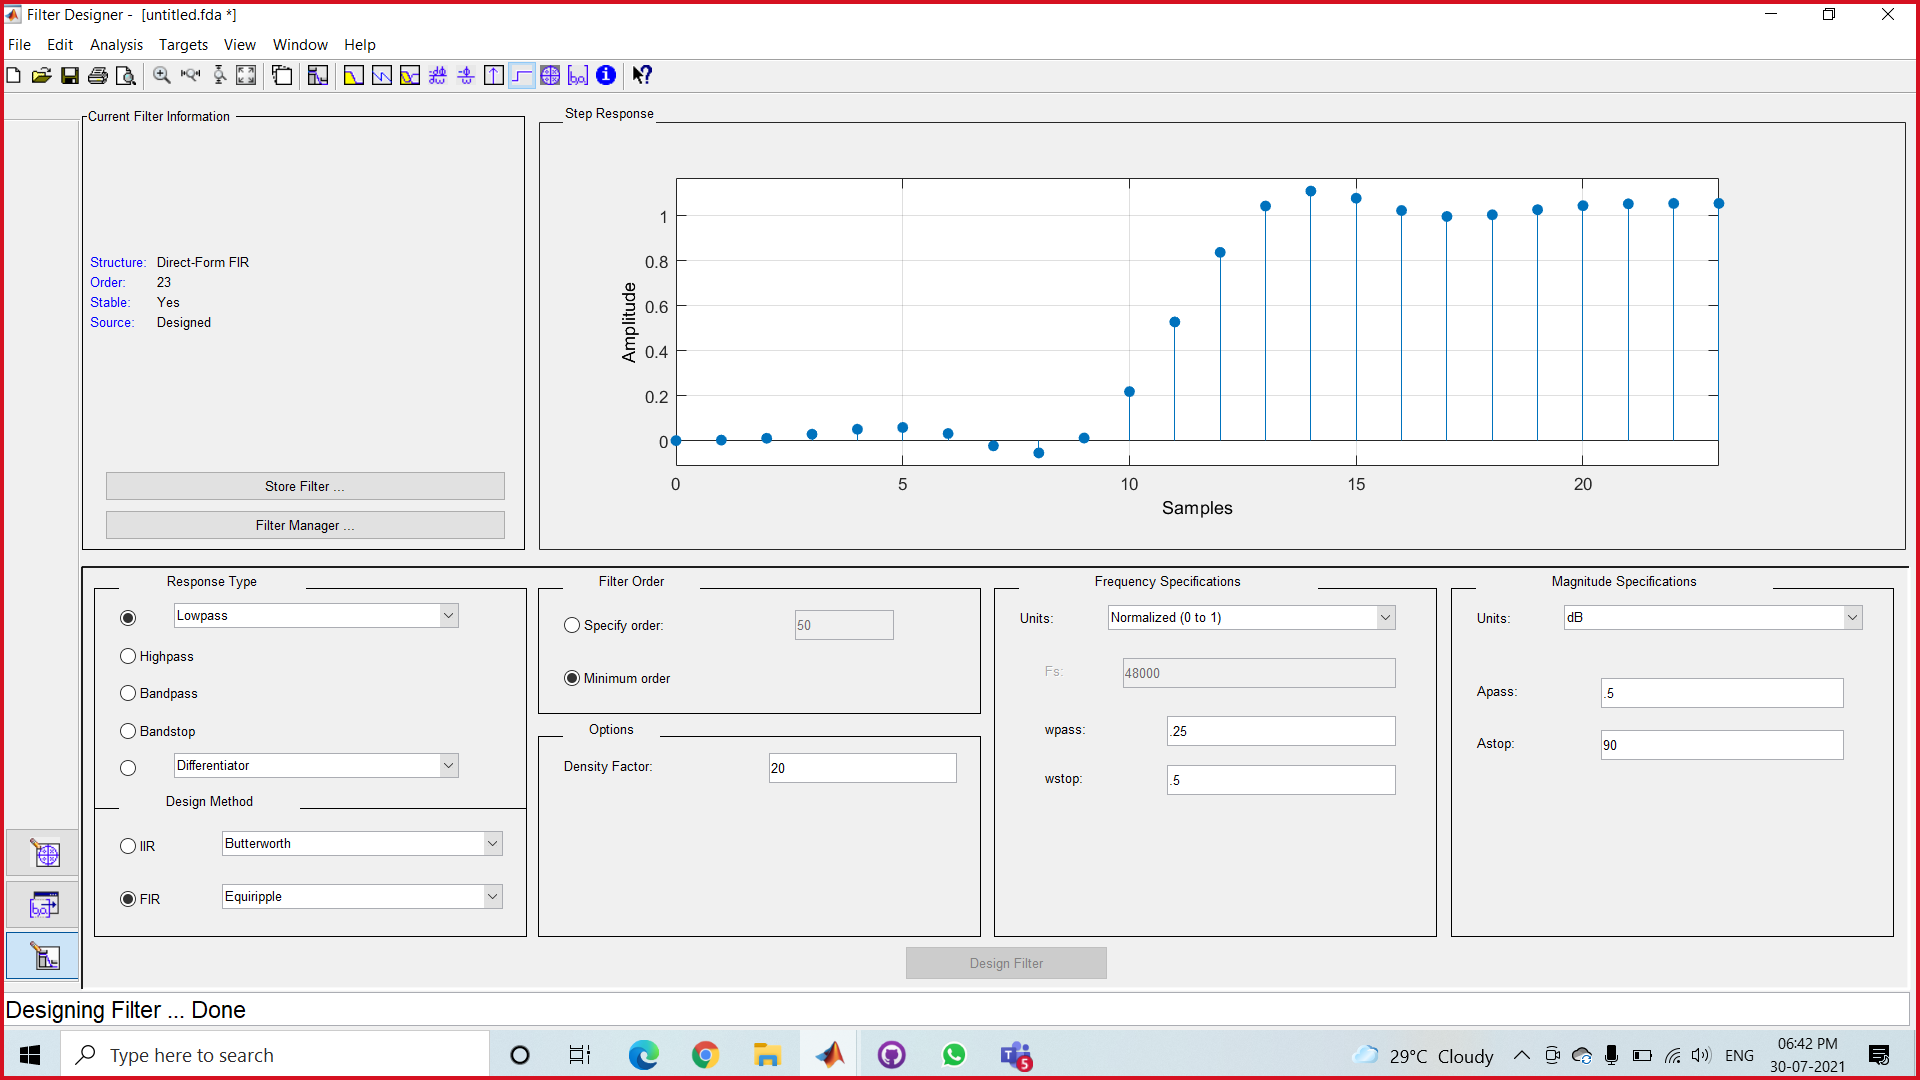 Filter Designer - [untitled.fda *]
File Edit Analysis Targets View Window Help
Current Filter Information
Structure: Direct-Form FIR
Order: 23
Stable: Yes
Source: Designed
Store Filter ...
Filter Manager ...
Step Response
1
0.8
0.6
0.4
0.2
0
Amplitude
0 5 10 15 20
Samples
Response Type
Lowpass
Highpass
Bandpass
Bandstop
Differentiator
Design Method
IIR Butterworth
FIR Equiripple
Filter Order
Specify order: 50
Minimum order
Options
Density Factor: 20
Frequency Specifications
Units: Normalized (0 to 1)
Fs: 48000
wpass: .25
wstop: .5
Magnitude Specifications
Units: dB
Apass: .5
Astop: 90
Design Filter
Designing Filter ... Done
Type here to search
5
29°C Cloudy
ENG
06:42 PM
30-07-2021